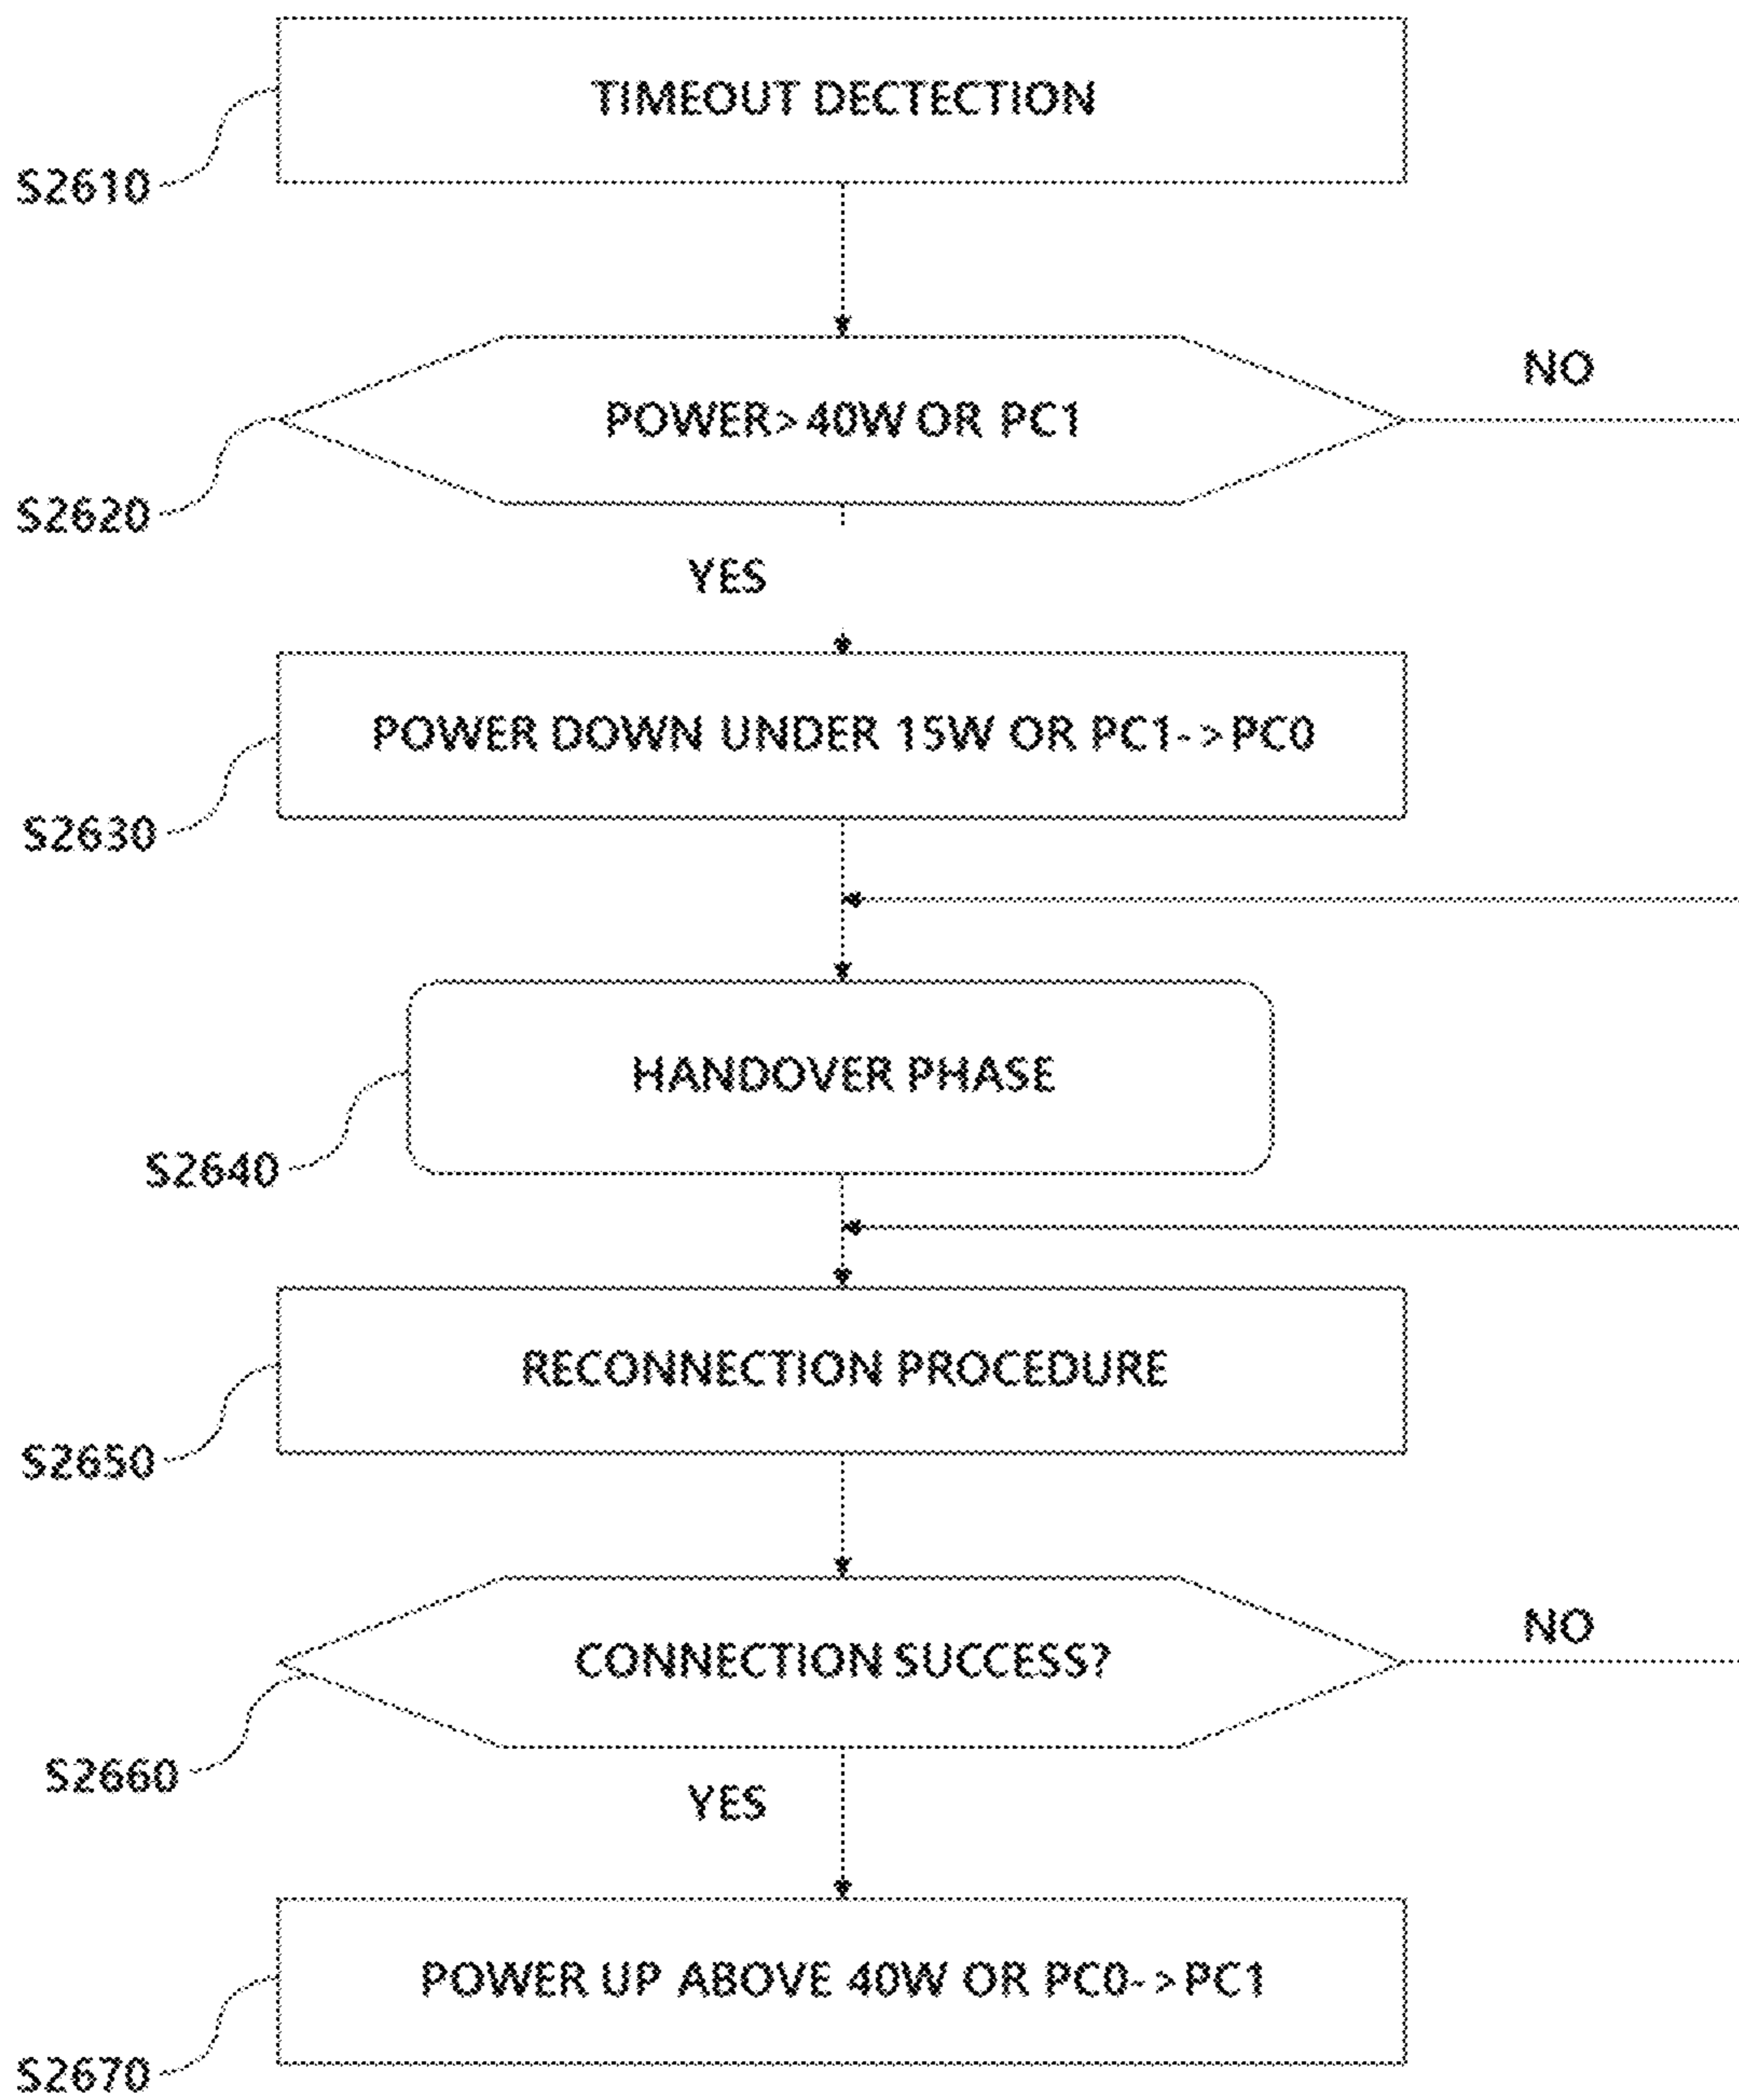 TIMEOUT DECTECTION
S2610
POWER>40W OR PC1
NO
S2620
YES
POWER DOWN UNDER 15W OR PC1->PC0
S2630
HANDOVER PHASE
S2640
RECONNECTION PROCEDURE
S2650
CONNECTION SUCCESS?
NO
S2660
YES
POWER UP ABOVE 40W OR PC0->PC1
S2670